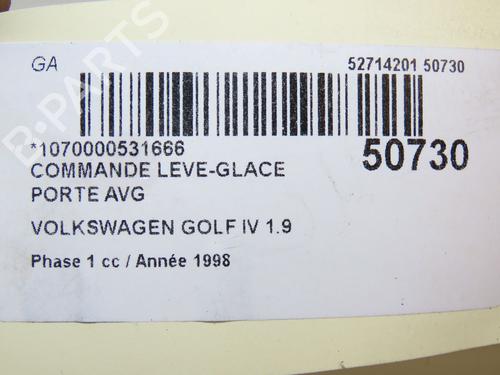 GA
52714201 50730
*1070000531666
50730
COMMANDE LEVE-GLACE
PORTE AVG
VOLKSWAGEN GOLF IV 1.9
Phase 1 cc / Année 1998
B-PARTS